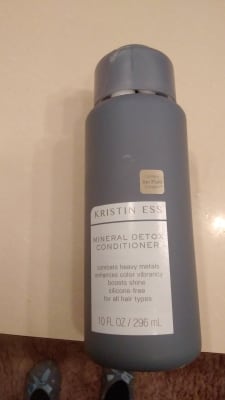 KRISTIN ESS
MINERAL DETOX
CONDITIONER
combats heavy metals
enhances color vibrancy
boosts shine
silicone-free
for all hair types
10 FL OZ / 296 mL